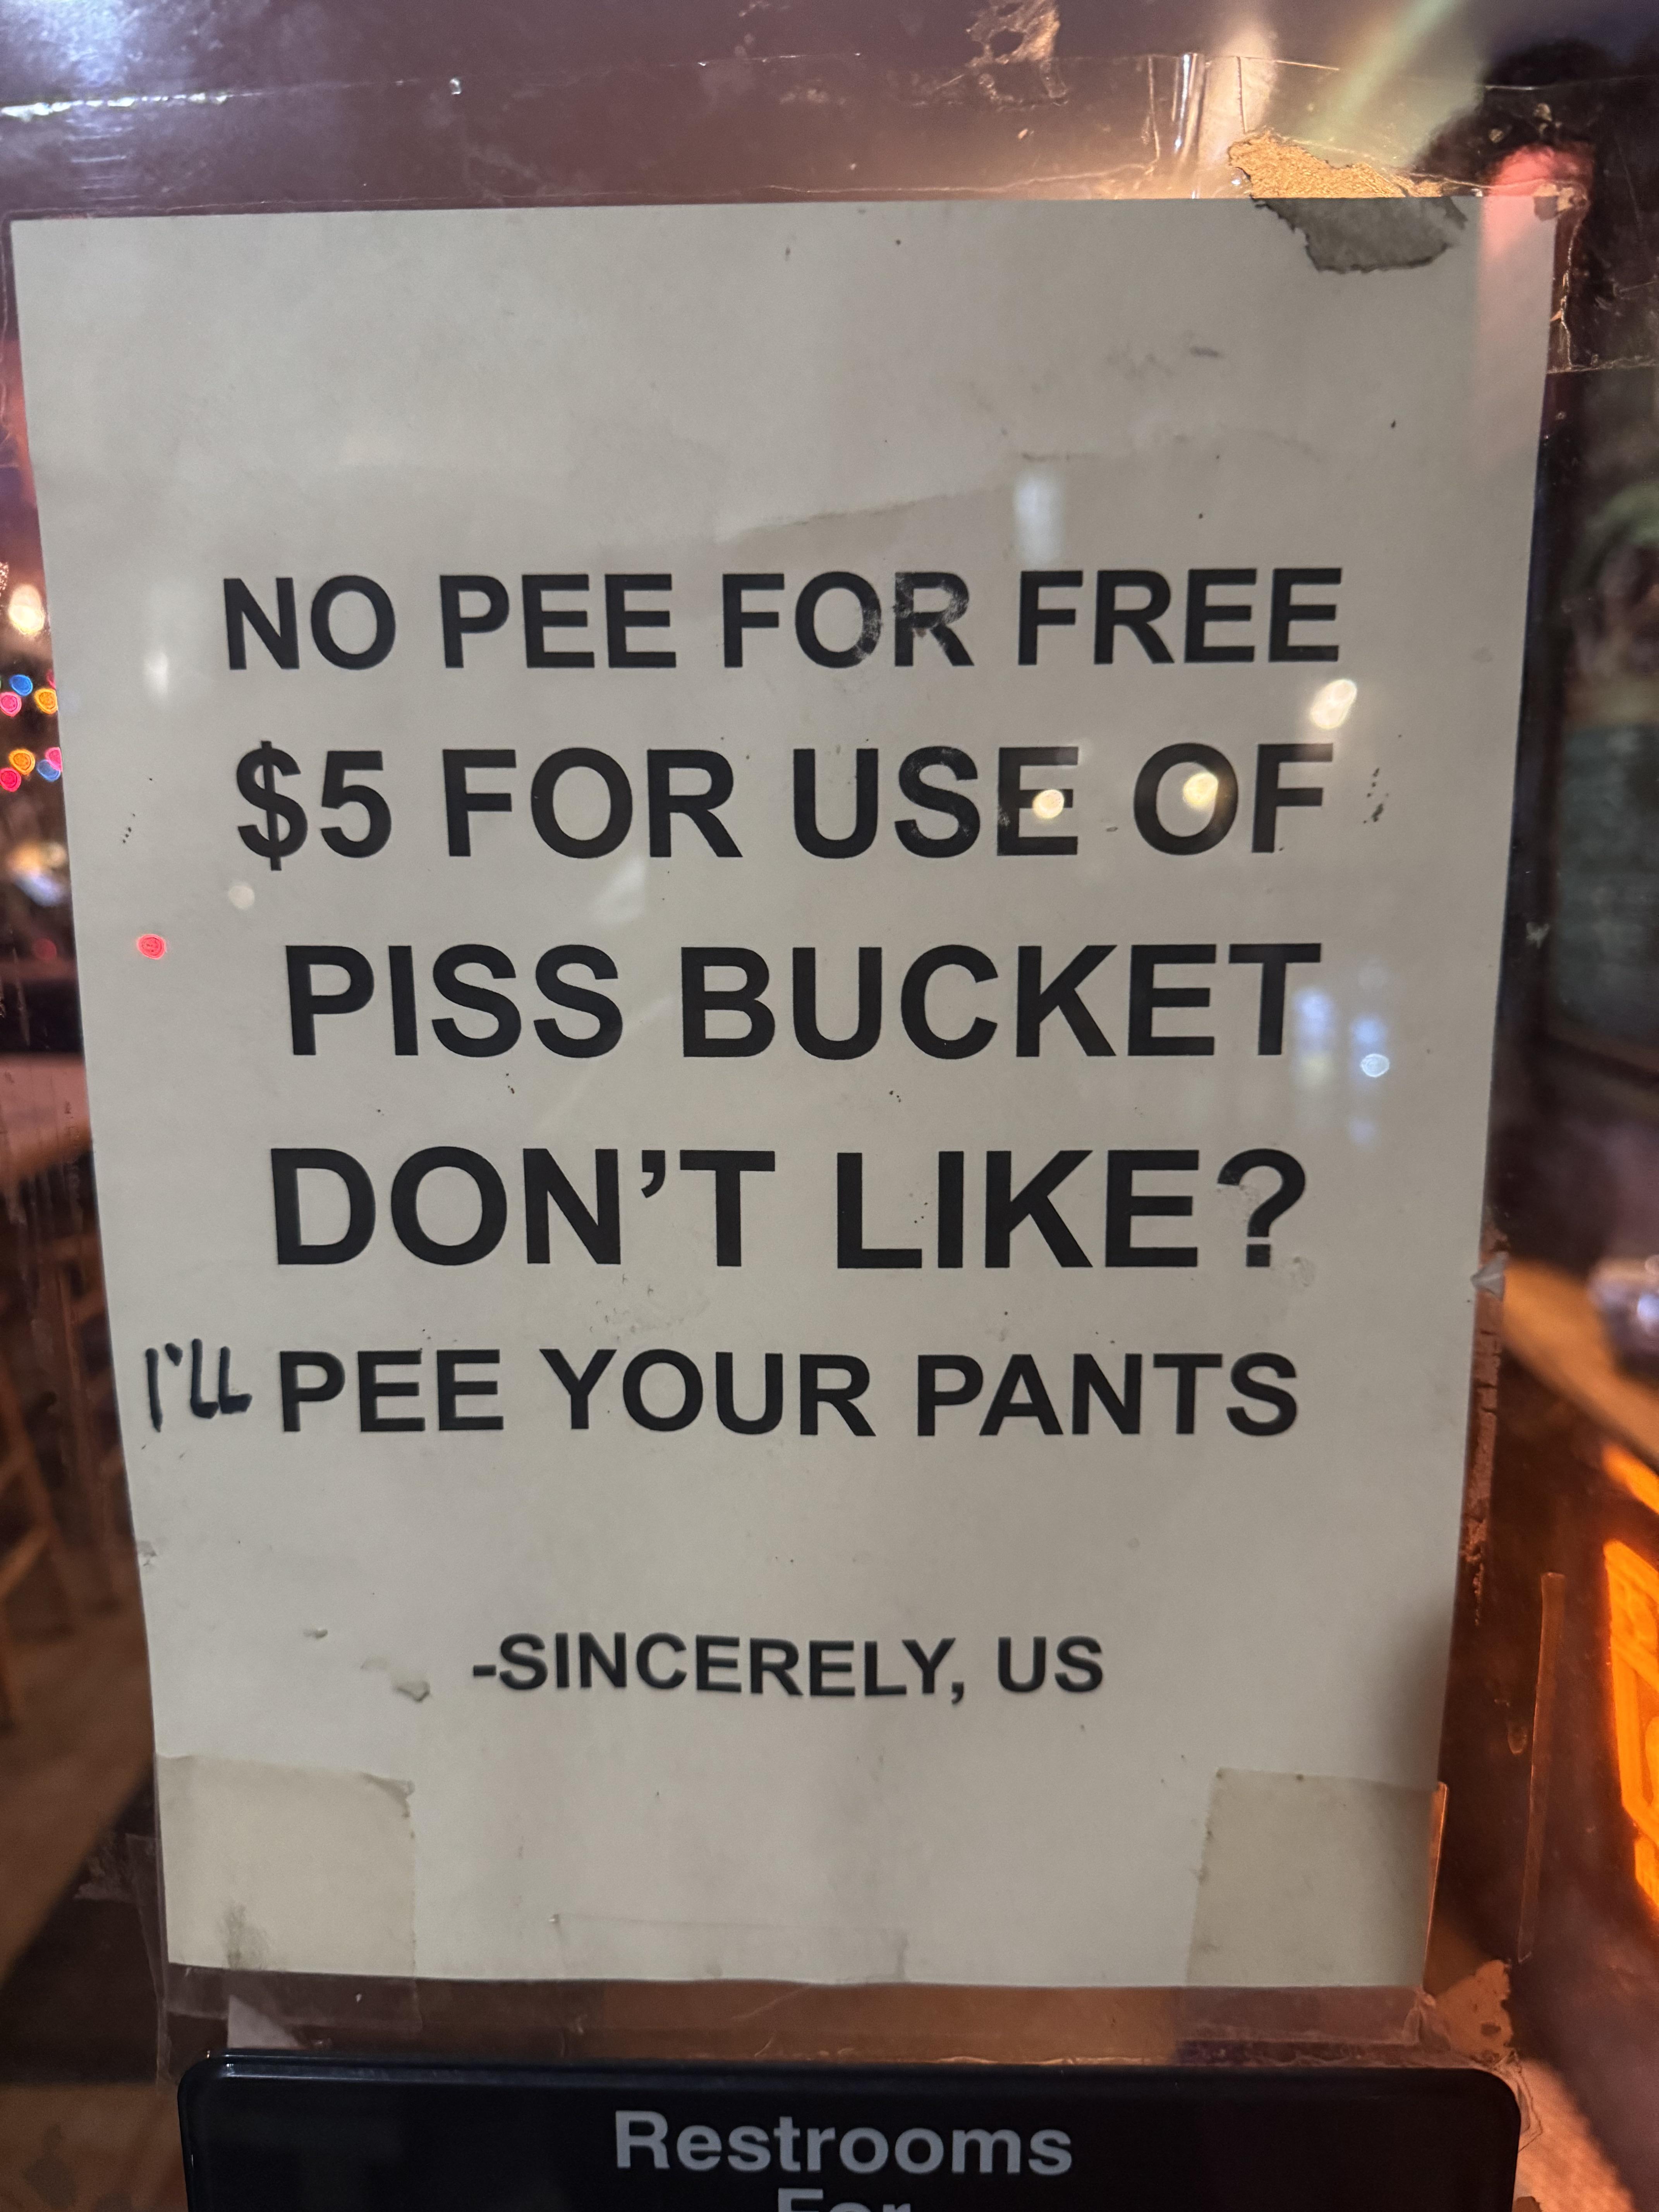 NO PEE FOR FREE
$5 FOR USE OF
PISS BUCKET
DON'T LIKE?
I'LL PEE YOUR PANTS
-SINCERELY, US
Restrooms
For